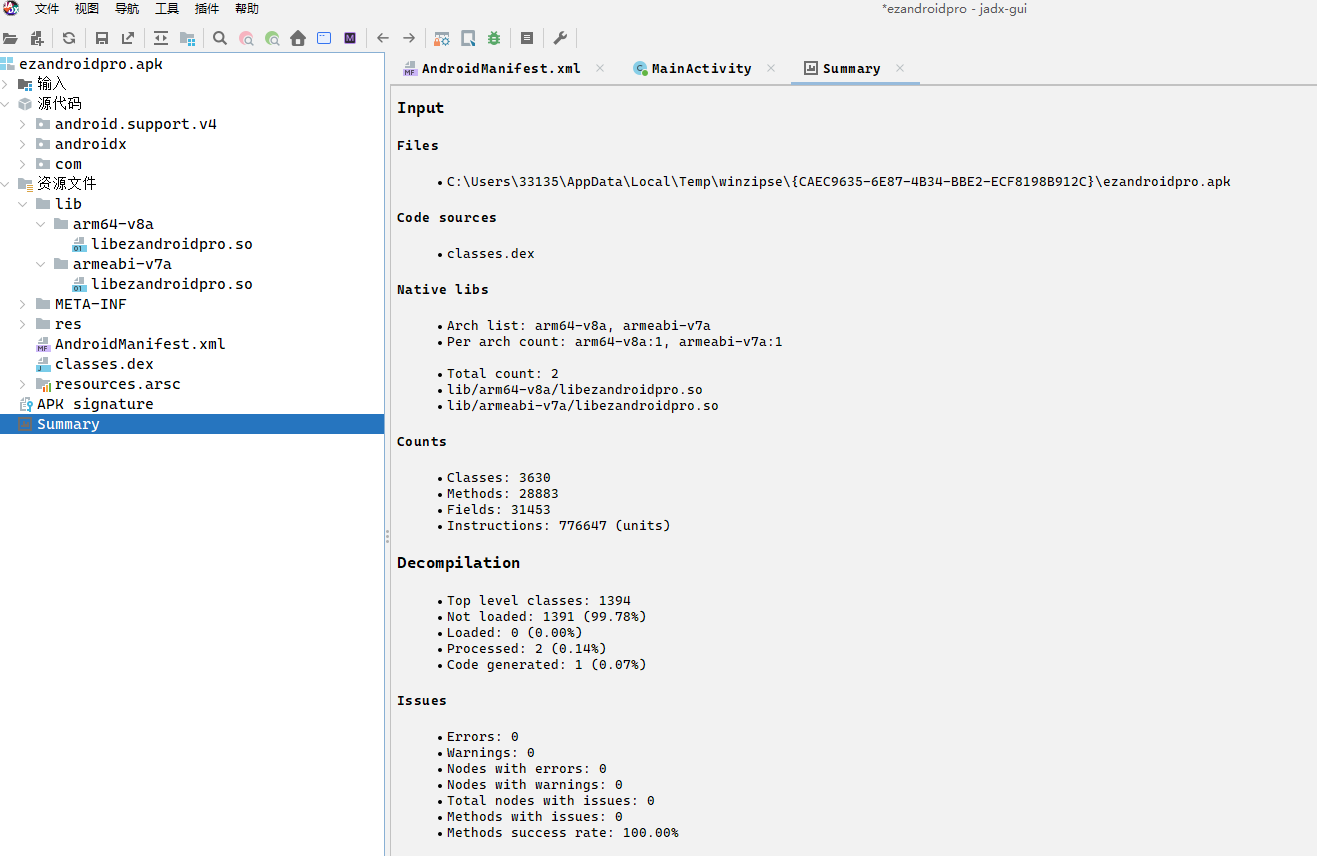 文件 视图 导航 工具 插件 帮助
*ezandroidpro - jadx-gui
ezandroidpro.apk
输入
源代码
android.support.v4
androidx
com
资源文件
lib
arm64-v8a
libezandroidpro.so
armeabi-v7a
libezandroidpro.so
META-INF
res
AndroidManifest.xml
classes.dex
resources.arsc
APK signature
Summary
AndroidManifest.xml MainActivity Summary
Input
Files
• C:\Users\33135\AppData\Local\Temp\winzipse\{CAEC9635-6E87-4B34-BBE2-ECF8198B912C}\ezandroidpro.apk
Code sources
• classes.dex
Native libs
• Arch list: arm64-v8a, armeabi-v7a
• Per arch count: arm64-v8a:1, armeabi-v7a:1
• Total count: 2
• lib/arm64-v8a/libezandroidpro.so
• lib/armeabi-v7a/libezandroidpro.so
Counts
• Classes: 3630
• Methods: 28883
• Fields: 31453
• Instructions: 776647 (units)
Decompilation
• Top level classes: 1394
• Not loaded: 1391 (99.78%)
• Loaded: 0 (0.00%)
• Processed: 2 (0.14%)
• Code generated: 1 (0.07%)
Issues
• Errors: 0
• Warnings: 0
• Nodes with errors: 0
• Nodes with warnings: 0
• Total nodes with issues: 0
• Methods with issues: 0
• Methods success rate: 100.00%